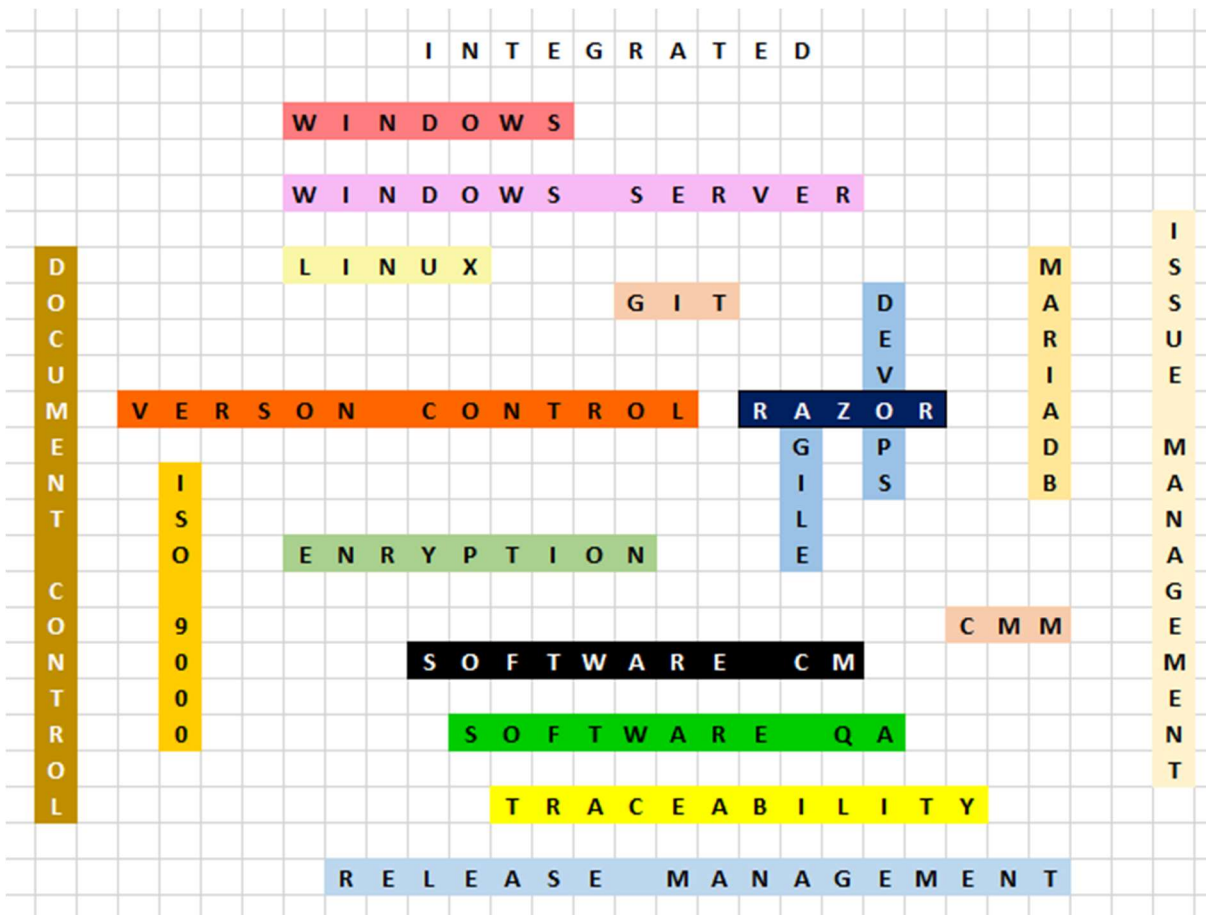 INTEGRATED
WINDOWS
WINDOWS SERVER
ISSUE MANAGEMENT
DOCUMENT CONTROL
LINUX
MARIADB
GIT
DEVOPS
VERSON CONTROL
RAZOR
AGILE
ISO 9000
ENRYPTION
CMM
SOFTWARE CM
SOFTWARE QA
TRACEABILITY
RELEASE MANAGEMENT